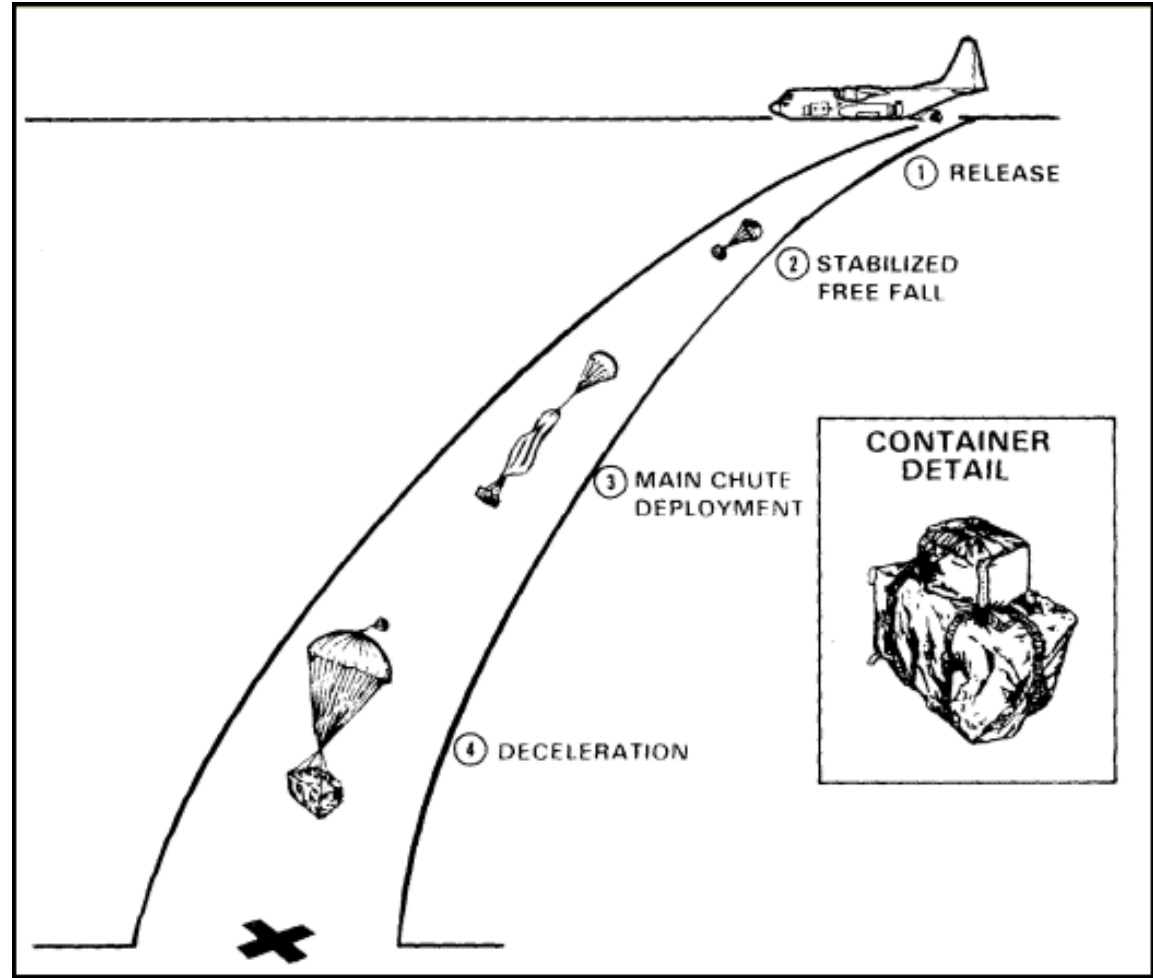 ① RELEASE
② STABILIZED
FREE FALL
③ MAIN CHUTE
DEPLOYMENT
④ DECELERATION
CONTAINER
DETAIL